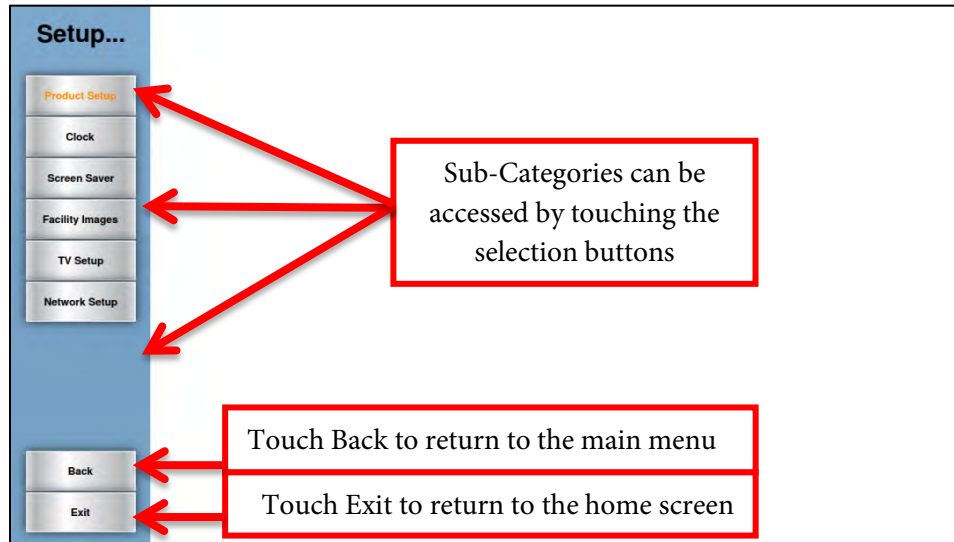 Setup...
Product Setup
Clock
Screen Saver
Facility Images
TV Setup
Network Setup
Sub-Categories can be
accessed by touching the
selection buttons
Back
Touch Back to return to the main menu
Exit
Touch Exit to return to the home screen